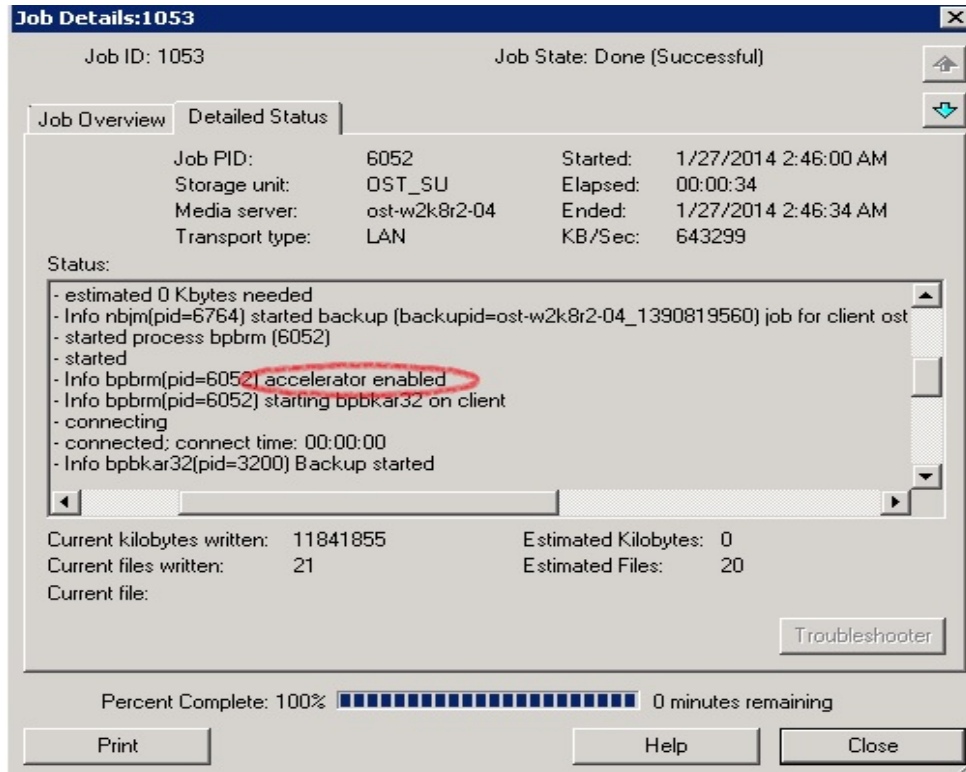 Job Details:1053
Job ID: 1053 Job State: Done (Successful)
Job Overview Detailed Status
Job PID: 6052 Started: 1/27/2014 2:46:00 AM
Storage unit: OST_SU Elapsed: 00:00:34
Media server: ost-w2k8r2-04 Ended: 1/27/2014 2:46:34 AM
Transport type: LAN KB/Sec: 643299
Status:
- estimated 0 Kbytes needed
- Info nbjm(pid=6764) started backup (backupid=ost-w2k8r2-04_1390819560) job for client ost
- started process bpbrm (6052)
- started
- Info bpbrm(pid=6052) accelerator enabled
- Info bpbrm(pid=6052) starting bpbkar32 on client
- connecting
- connected; connect time: 00:00:00
- Info bpbkar32(pid=3200) Backup started
Current kilobytes written: 11841855 Estimated Kilobytes: 0
Current files written: 21 Estimated Files: 20
Current file:
Troubleshooter
Percent Complete: 100% 0 minutes remaining
Print Help Close